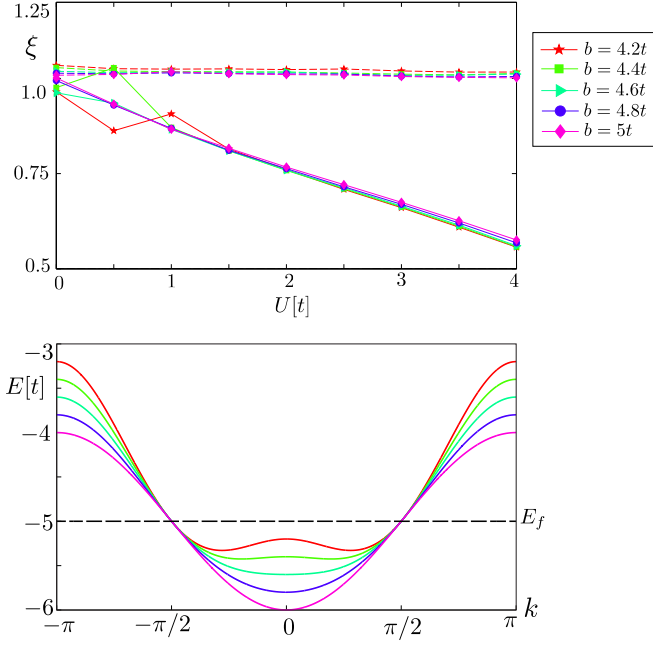 1.25
ξ
1.0
0.75
0.5
0 1 2 3 4
U[t]
b = 4.2t
b = 4.4t
b = 4.6t
b = 4.8t
b = 5t
−3
E[t]
−4
−5
E_f
−6
−π −π/2 0 π/2 π
k